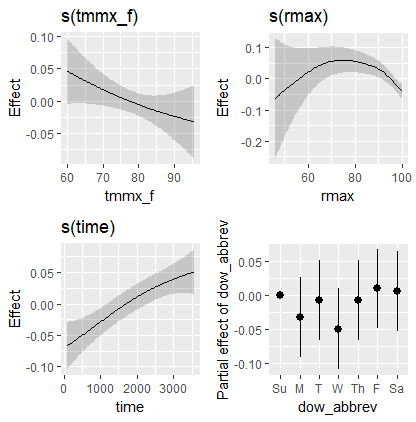 s(tmmx_f)
Effect
0.10
0.05
0.00
-0.05
60 70 80 90
tmmx_f
s(rmax)
Effect
0.1
0.0
-0.1
-0.2
60 80 100
rmax
s(time)
Effect
0.05
0.00
-0.05
-0.10
0 1000 2000 3000
time
Partial effect of dow_abbrev
0.05
0.00
-0.05
-0.10
Su M T W Th F Sa
dow_abbrev